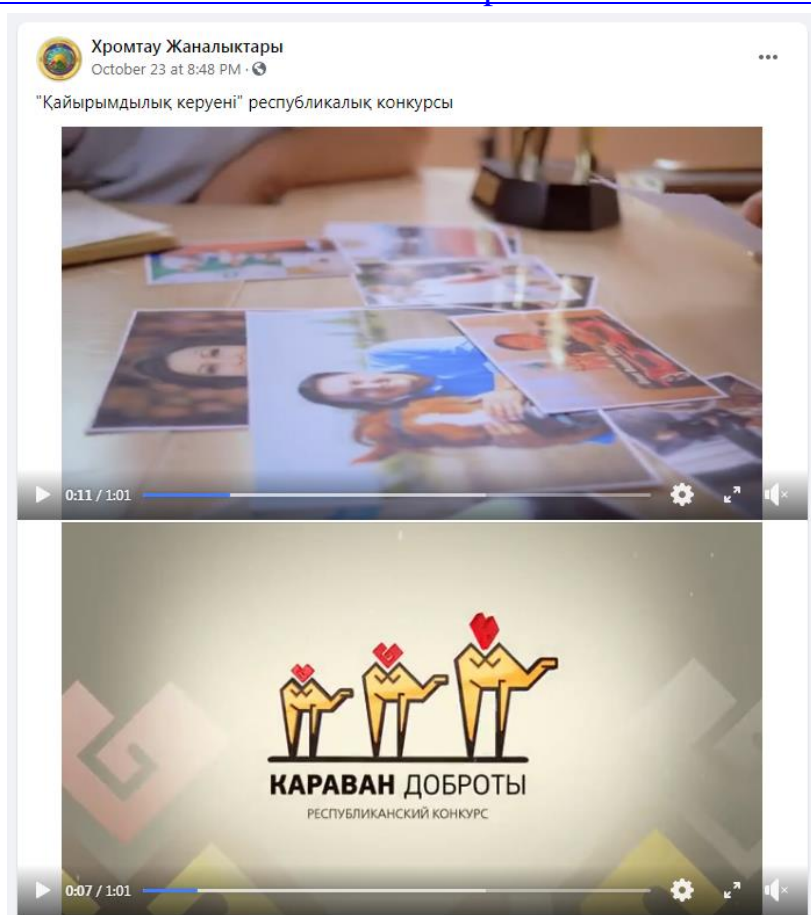 Хромтау Жаналыктары
October 23 at 8:48 PM ·
"Қайырымдылық керуені" республикалық конкурсы
0:11 / 1:01
КАРАВАН ДОБРОТЫ
РЕСПУБЛИКАНСКИЙ КОНКУРС
0:07 / 1:01